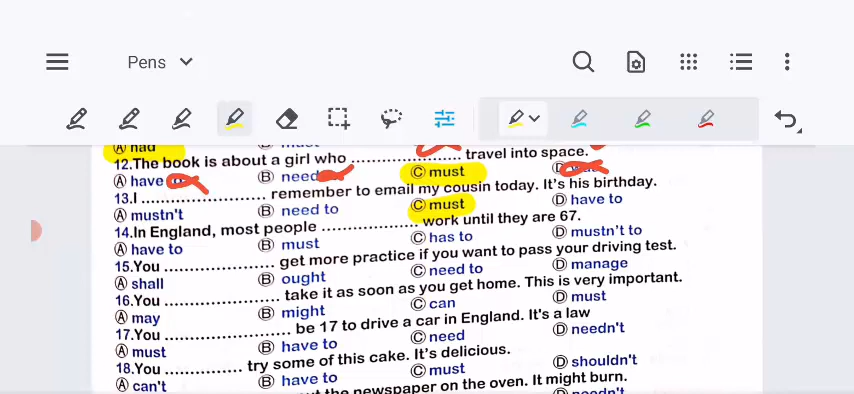 Pens
Ⓐ had
12.The book is about a girl who ........................ travel into space.
Ⓐ have Ⓑ need Ⓒ must
13.I ........................ remember to email my cousin today. It's his birthday.
Ⓐ mustn't Ⓑ need to Ⓒ must Ⓓ have to
14.In England, most people ........................ work until they are 67.
Ⓐ have to Ⓑ must Ⓒ has to Ⓓ mustn't to
15.You ........................ get more practice if you want to pass your driving test.
Ⓐ shall Ⓑ ought Ⓒ need to Ⓓ manage
16.You ........................ take it as soon as you get home. This is very important.
Ⓐ may Ⓑ might Ⓒ can Ⓓ must
17.You ........................ be 17 to drive a car in England. It's a law
Ⓐ must Ⓑ have to Ⓒ need Ⓓ needn't
18.You ................ try some of this cake. It's delicious.
Ⓐ can't Ⓑ have to Ⓒ must Ⓓ shouldn't
the newspaper on the oven. It might burn.